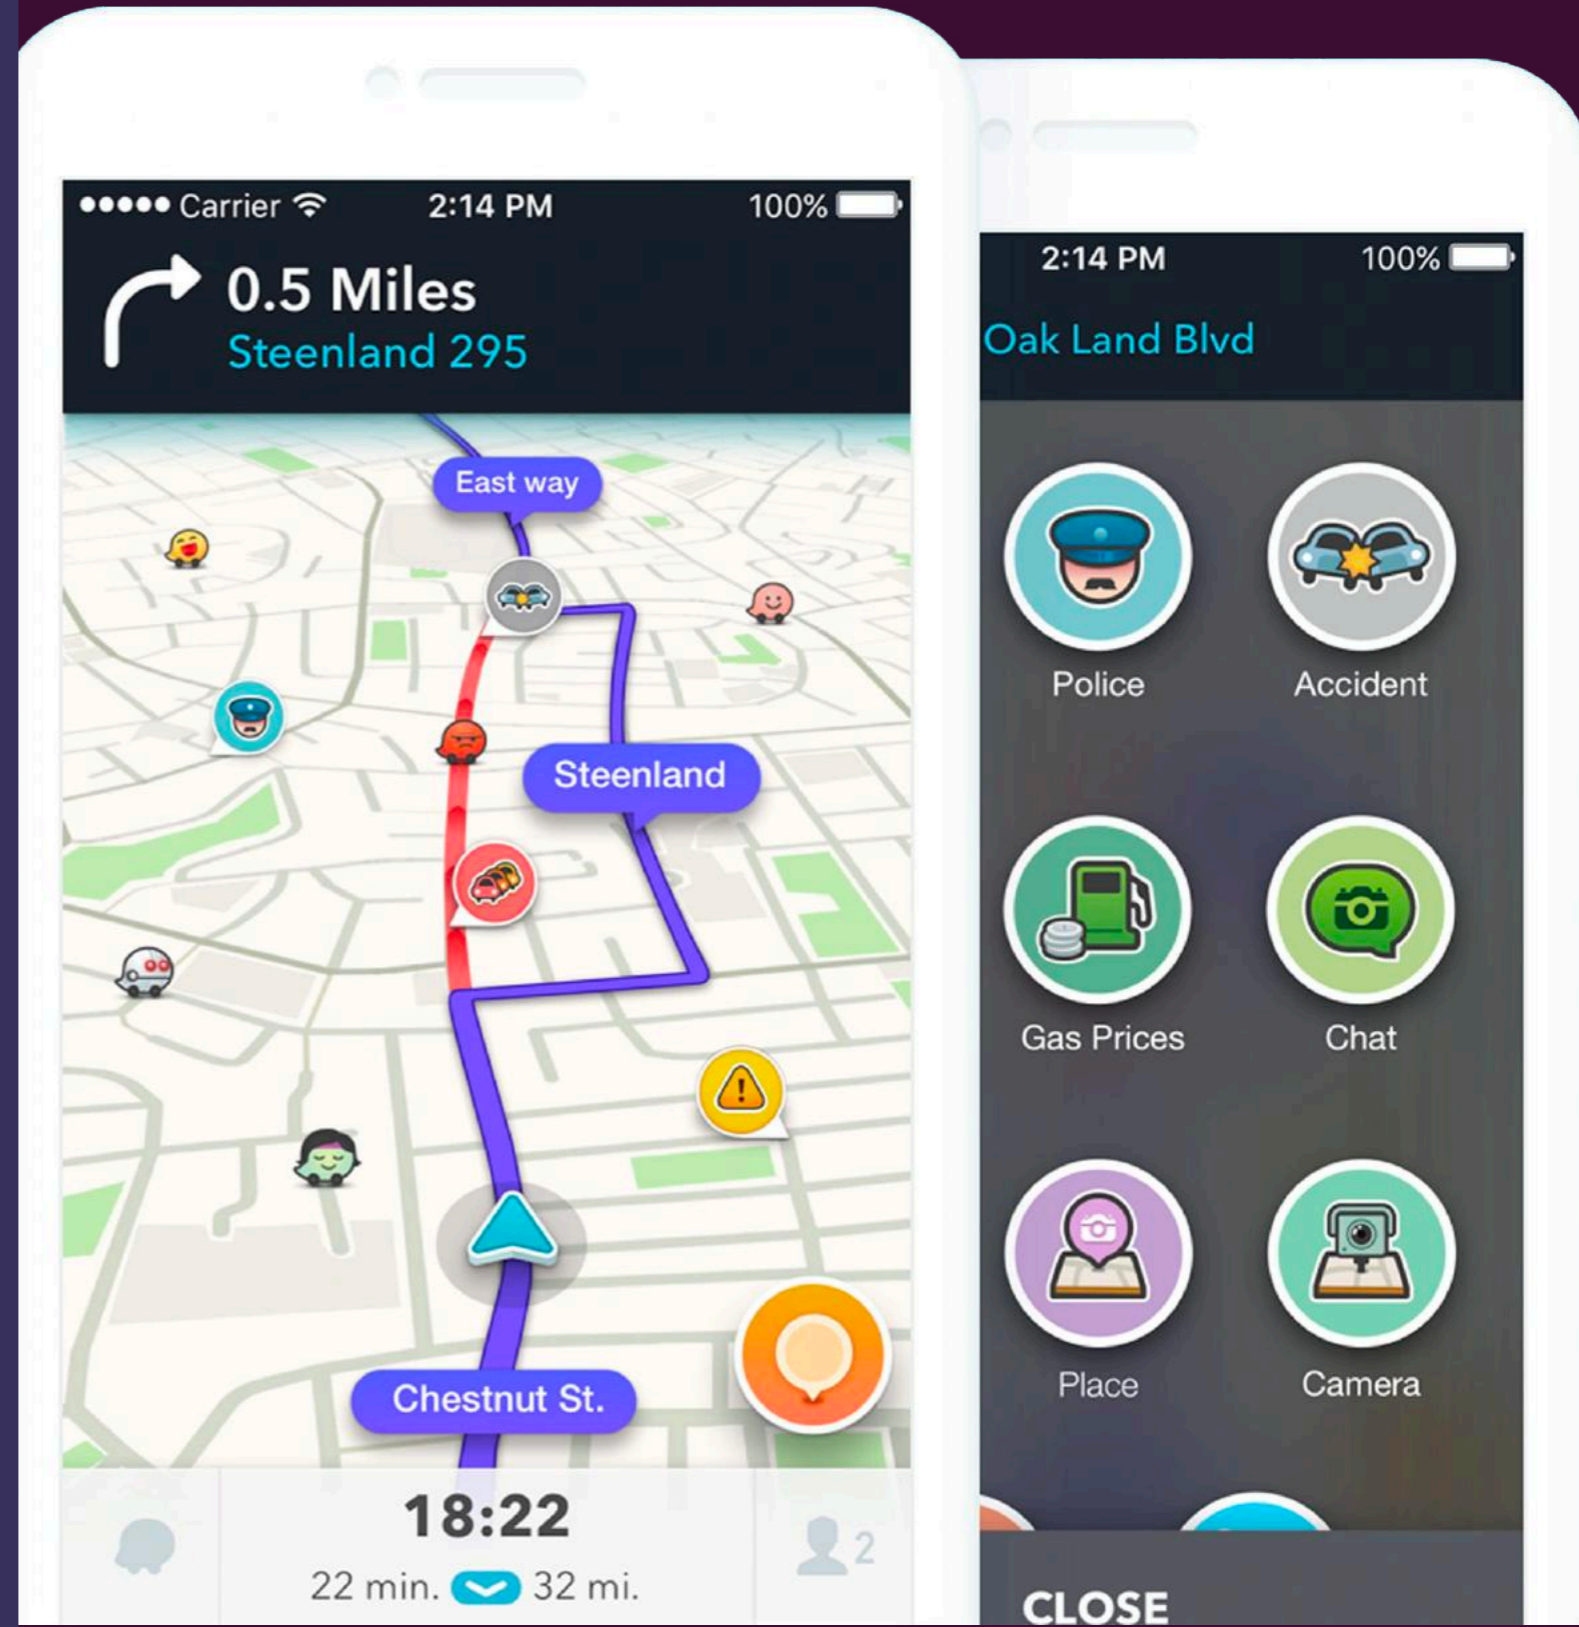 Carrier 2:14 PM 100%
0.5 Miles
Steenland 295
East way
Steenland
Chestnut St.
18:22
22 min. 32 mi.
2
2:14 PM 100%
Oak Land Blvd
Police Accident
Gas Prices Chat
Place Camera
CLOSE